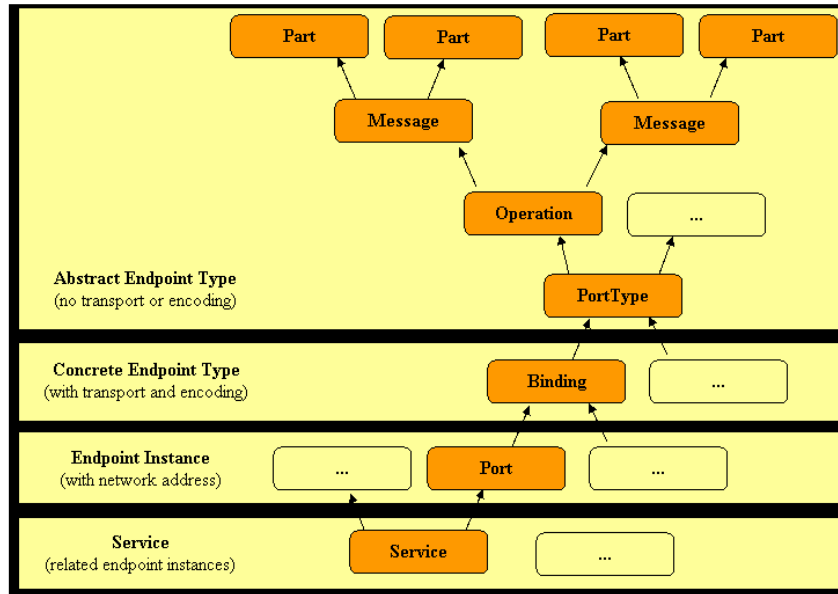 Part Part Part Part
Message Message
Operation ...
Abstract Endpoint Type
(no transport or encoding)
PortType
Concrete Endpoint Type
(with transport and encoding)
Binding ...
Endpoint Instance
(with network address)
... Port ...
Service
(related endpoint instances)
Service ...